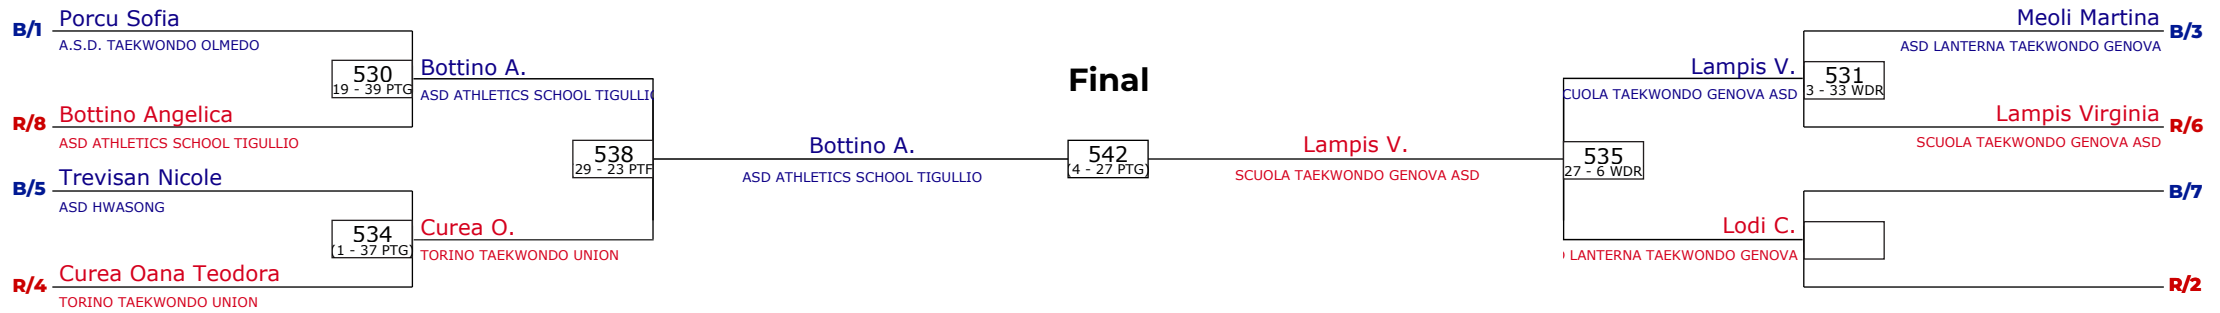 B/1 Porcu Sofia
A.S.D. TAEKWONDO OLMEDO
530
19 - 39 PTG
Bottino A.
ASD ATHLETICS SCHOOL TIGULLIO
R/8 Bottino Angelica
ASD ATHLETICS SCHOOL TIGULLIO
538
29 - 23 PTF
B/5 Trevisan Nicole
ASD HWASONG
534
(1 - 37 PTG)
Curea O.
TORINO TAEKWONDO UNION
R/4 Curea Oana Teodora
TORINO TAEKWONDO UNION
Final
Bottino A.
ASD ATHLETICS SCHOOL TIGULLIO
542
(4 - 27 PTG)
Lampis V.
SCUOLA TAEKWONDO GENOVA ASD
Meoli Martina B/3
ASD LANTERNA TAEKWONDO GENOVA
Lampis V.
CUOLA TAEKWONDO GENOVA ASD
531
3 - 33 WDR
Lampis Virginia R/6
SCUOLA TAEKWONDO GENOVA ASD
535
27 - 6 WDR
B/7
Lodi C.
LANTERNA TAEKWONDO GENOVA
R/2